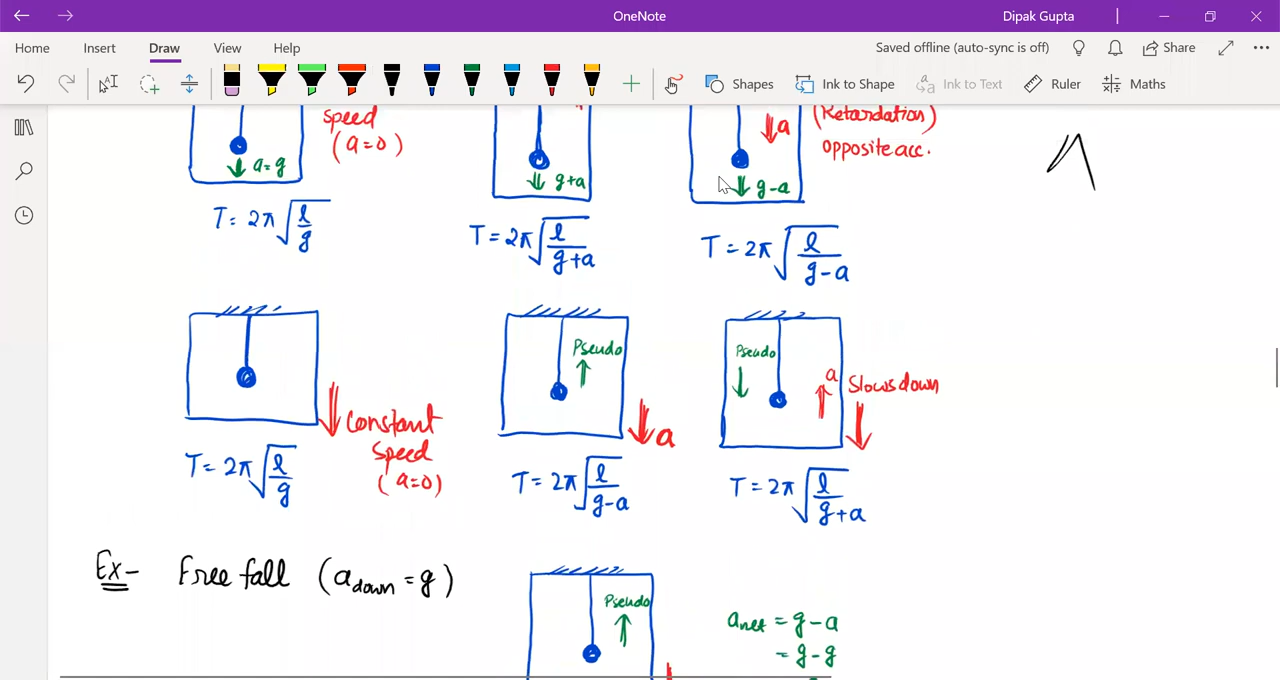 OneNote
Dipak Gupta
Home Insert Draw View Help
Saved offline (auto-sync is off) Share
Shapes Ink to Shape Ink to Text Ruler Maths
speed
(a=0)
a=g
g+a
a
(Retardation)
opposite acc.
g-a
T = 2π√(l/g)
T = 2π√(l/(g+a))
T = 2π√(l/(g-a))
Constant
speed
(a=0)
T = 2π√(l/g)
Pseudo
a
T = 2π√(l/(g-a))
Pseudo
a
Slows down
T = 2π√(l/(g+a))
Ex- Free fall (a down = g)
Pseudo
a net = g-a
= g-g